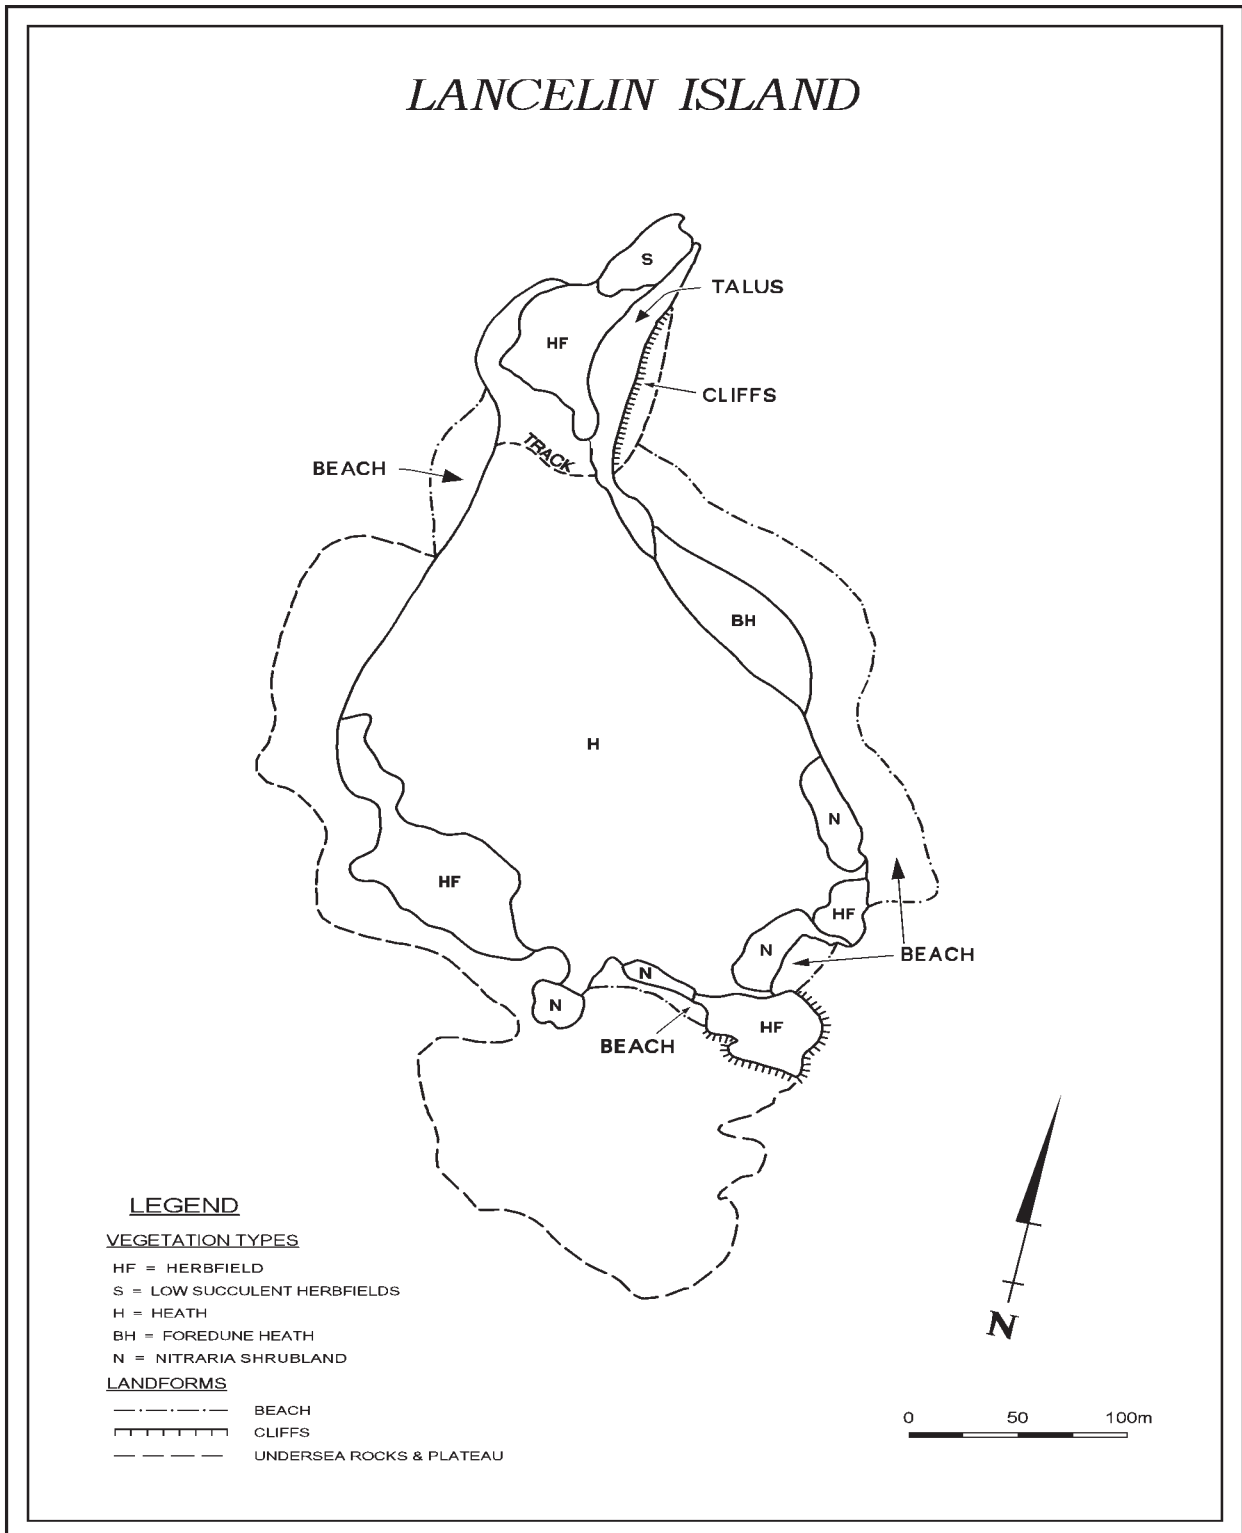 LANCELIN ISLAND
S
TALUS
HF
CLIFFS
TRACK
BEACH
BH
H
N
HF
HF
N
BEACH
N
N
HF
BEACH
LEGEND
VEGETATION TYPES
HF = HERBFIELD
S = LOW SUCCULENT HERBFIELDS
H = HEATH
BH = FOREDUNE HEATH
N = NITRARIA SHRUBLAND
LANDFORMS
BEACH
CLIFFS
UNDERSEA ROCKS & PLATEAU
N
0 50 100m